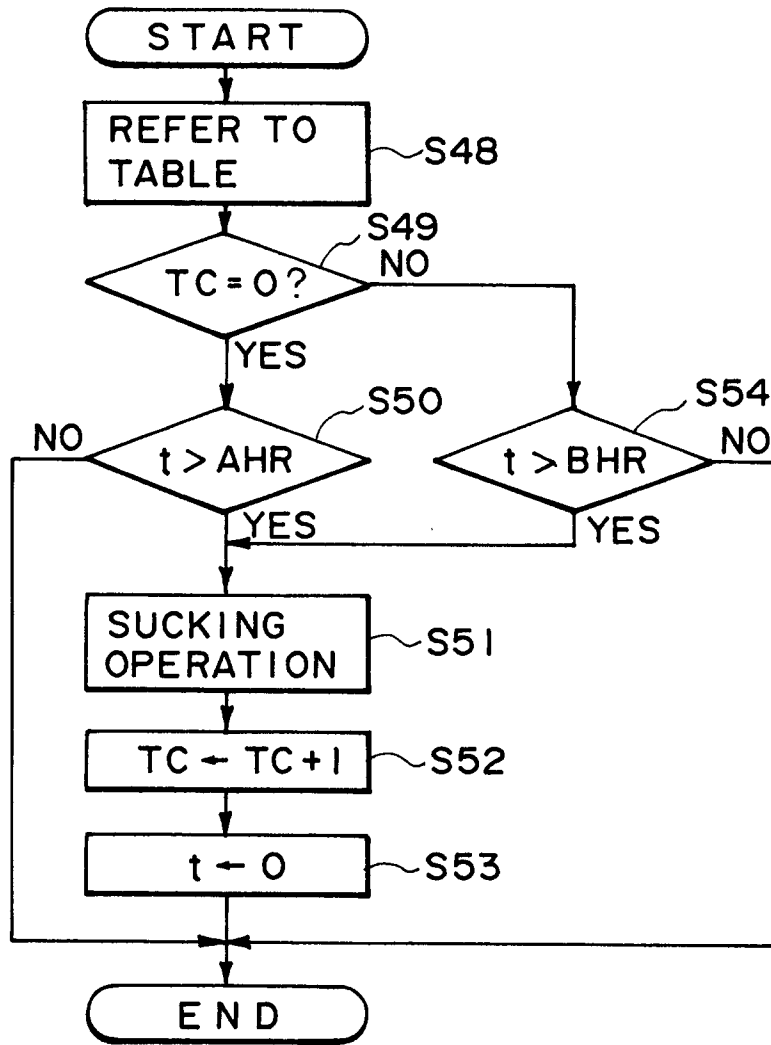 START
REFER TO
TABLE
S48
S49
TC=0?
NO
YES
S50
S54
NO
t>AHR
t>BHR
NO
YES
YES
SUCKING
OPERATION
S51
TC←TC+1
S52
t←0
S53
END